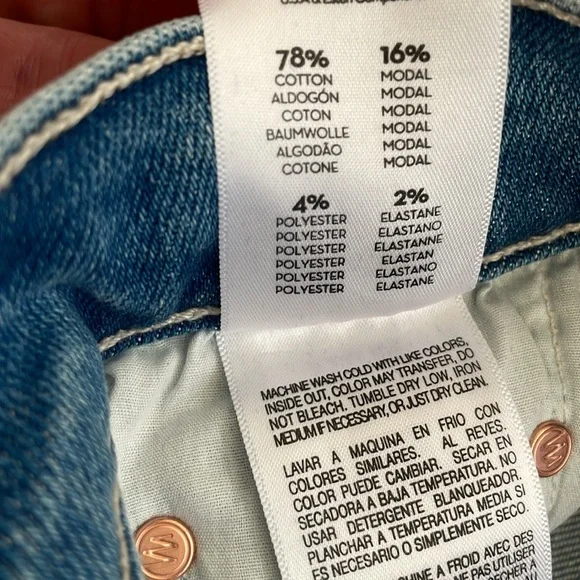 78%
COTTON
ALDOGÓN
COTON
BAUMWOLLE
ALGODÃO
COTONE
16%
MODAL
MODAL
MODAL
MODAL
MODAL
MODAL
4%
POLYESTER
POLYESTER
POLYESTER
POLYESTER
POLYESTER
POLYESTER
2%
ELASTANE
ELASTANO
ELASTANNE
ELASTAN
ELASTANO
ELASTANE
MACHINE WASH COLD WITH LIKE COLORS,
INSIDE OUT, COLOR MAY TRANSFER, DO
NOT BLEACH. TUMBLE DRY LOW, IRON
MEDIUM IF NECESSARY, OR JUST DRY CLEAN.
LAVAR A MAQUINA EN FRIO CON
COLORES SIMILARES. AL REVES.
COLOR PUEDE CAMBIAR. SECAR EN
SECADORA A BAJA TEMPERATURA. NO
USAR DETERGENTE BLANQUEADOR.
PLANCHAR A TEMPERATURA MEDIA SI
ES NECESARIO O SIMPLEMENTE SECO.
A FROID AVEC DES
UTILISER